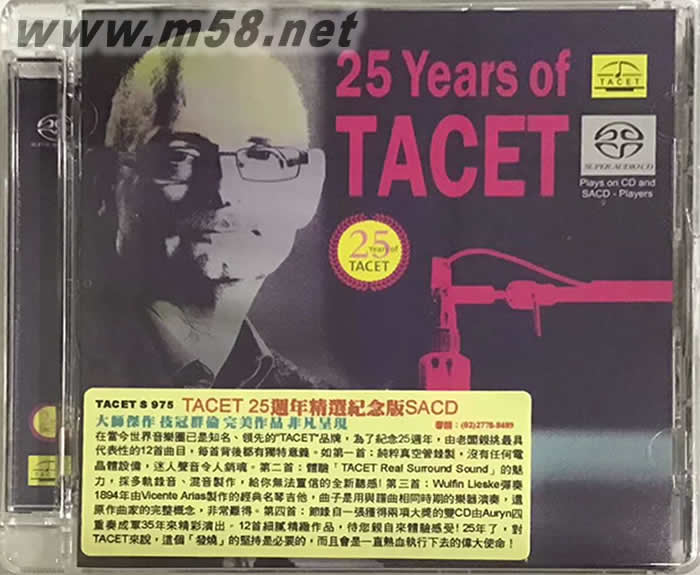 www.m58.net
25 Years of
TACET
TACET
SUPER AUDIO CD
SUPER AUDIO CD
Plays on CD and
SACD - Players
25
Years of
TACET
TACET S 975 TACET 25週年精選紀念版SACD
大師傑作 技冠群倫 完美作品 非凡呈現
(02)2778-8489
在當今世界音樂圈已是知名、領先的"TACET"品牌,為了紀念25週年,由老闆親挑最具
代表性的12首曲目,每首背後都有獨特意義。如第一首:純粹真空管錄製,沒有任何電
晶體設備,迷人聲音令人銷魂。第二首:體驗「TACET Real Surround Sound」的魅
力,採多軌錄音、混音製作,給你無法置信的全新聽感!第三首:Wulfin Lieske彈奏
1894年由Vicente Arias製作的經典名琴吉他,曲子是用與譜曲相同時期的樂器演奏,還
原作曲家的完整概念,非常難得。第四首:節錄自一張獲得兩項大獎的雙CD由Auryn四
重奏成軍35年來精彩演出。12首細膩精緻作品,待您親自來體驗感受!25年了,對
TACET來說,這個「發燒」的堅持是必要的,而且會是一直熱血執行下去的偉大使命!